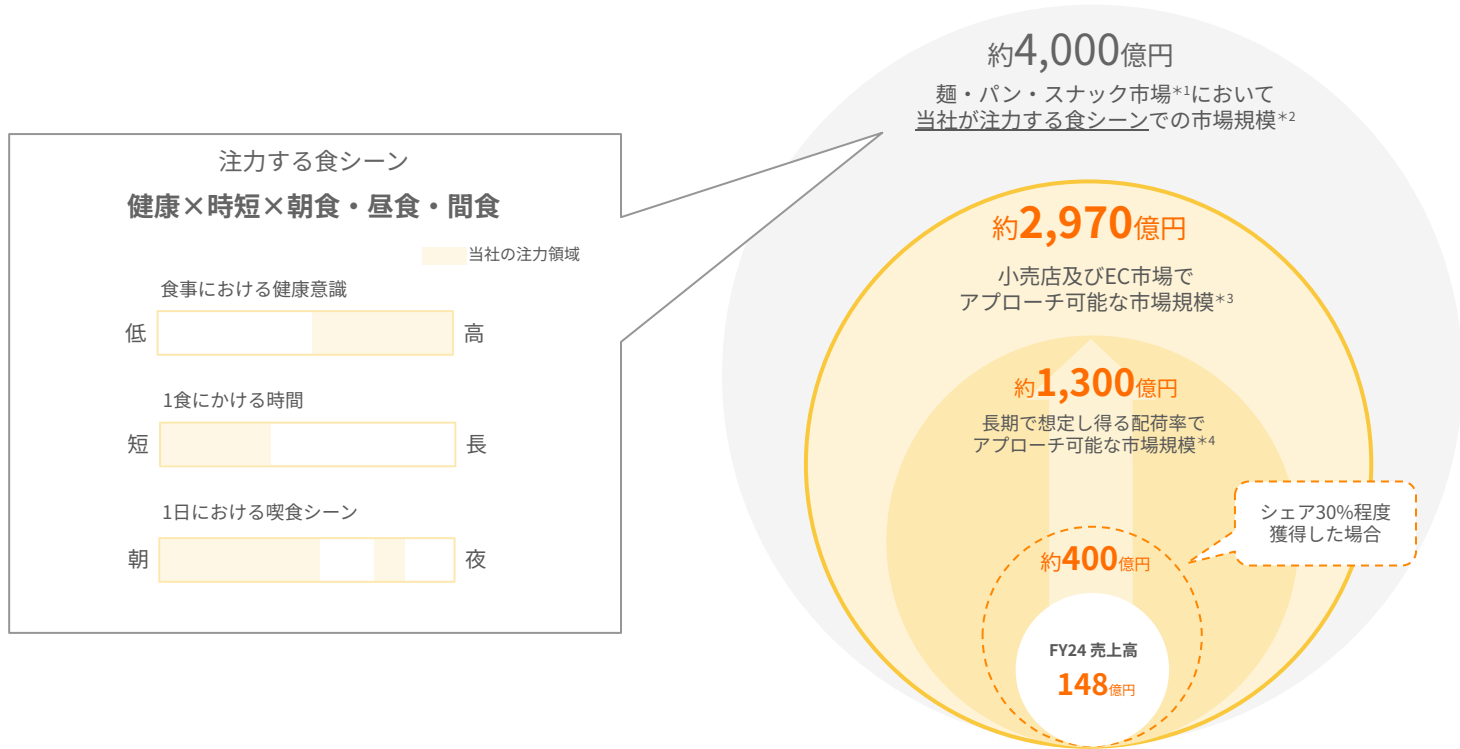 注力する食シーン
健康×時短×朝食・昼食・間食
当社の注力領域
食事における健康意識
低
高
1食にかける時間
短
長
1日における喫食シーン
朝
夜
約4,000億円
麺・パン・スナック市場*1において
当社が注力する食シーンでの市場規模*2
約2,970億円
小売店及びEC市場で
アプローチ可能な市場規模*3
約1,300億円
長期で想定し得る配荷率で
アプローチ可能な市場規模*4
シェア30%程度
獲得した場合
約400億円
FY24 売上高
148億円